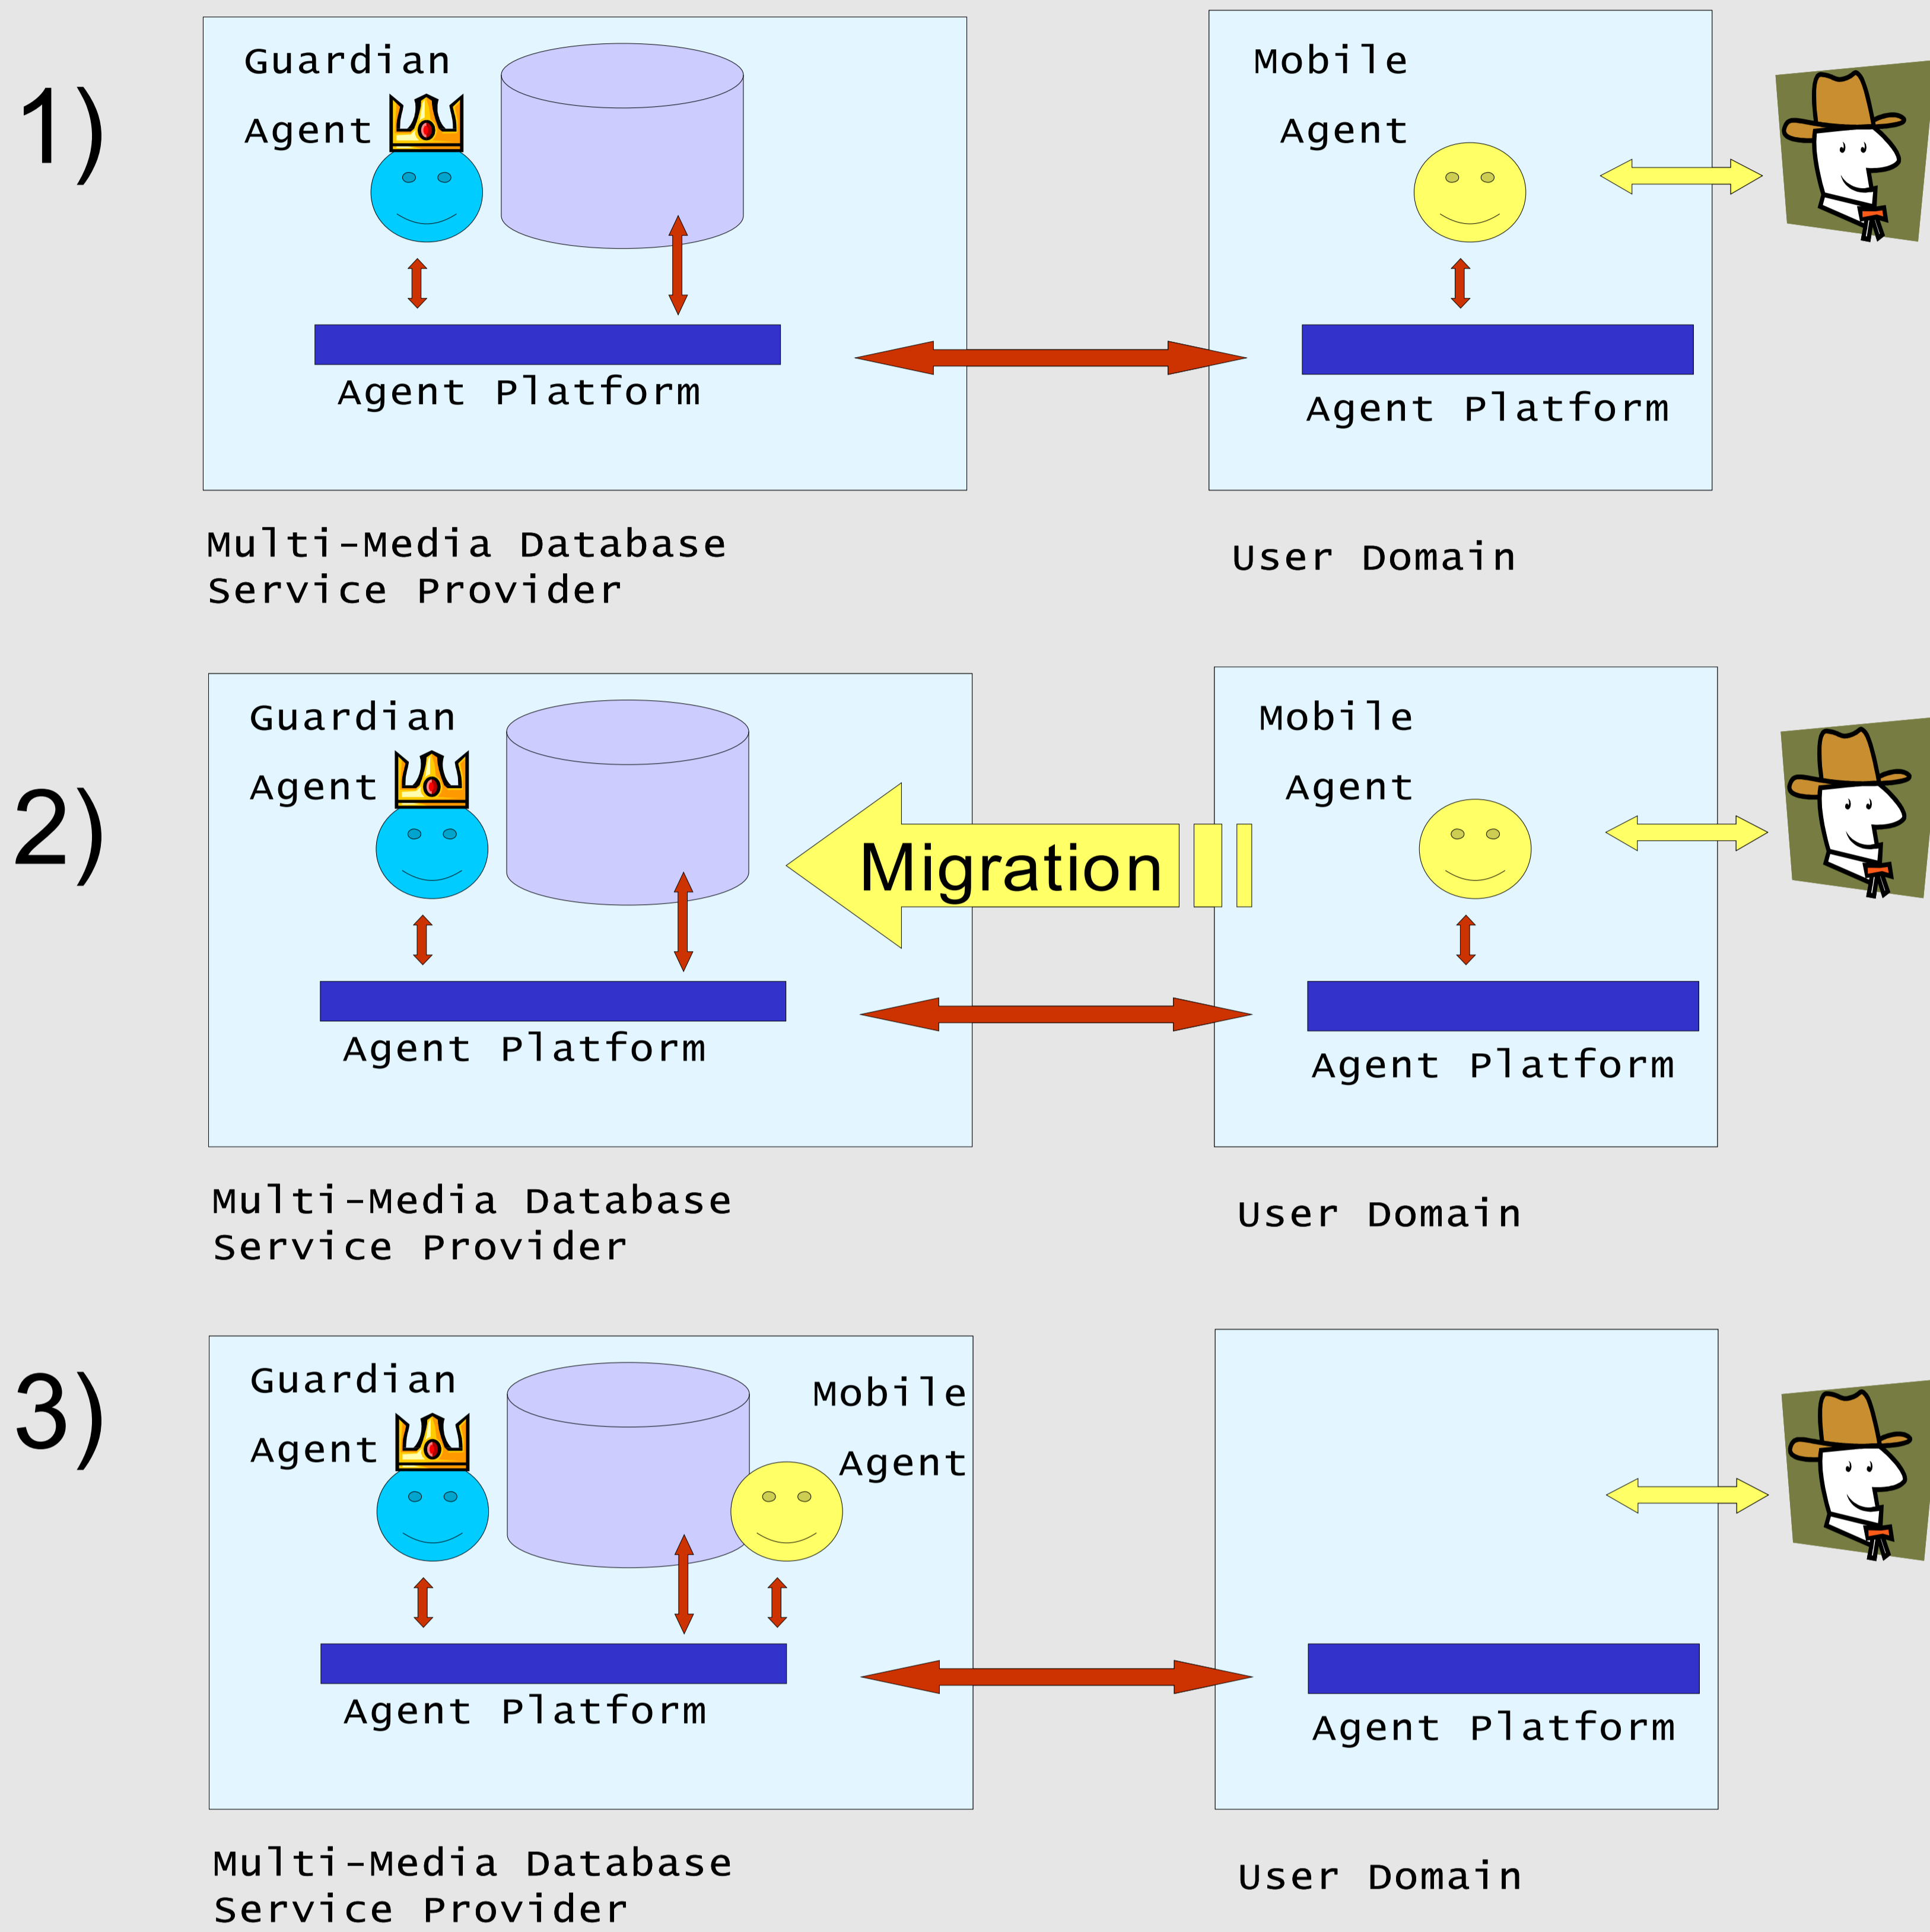 1)
Guardian
Agent
Mobile
Agent
Agent Platform
Agent Platform
Multi-Media Database
Service Provider
User Domain
2)
Guardian
Agent
Mobile
Agent
Migration
Agent Platform
Agent Platform
Multi-Media Database
Service Provider
User Domain
3)
Guardian
Agent
Mobile
Agent
Agent Platform
Agent Platform
Multi-Media Database
Service Provider
User Domain